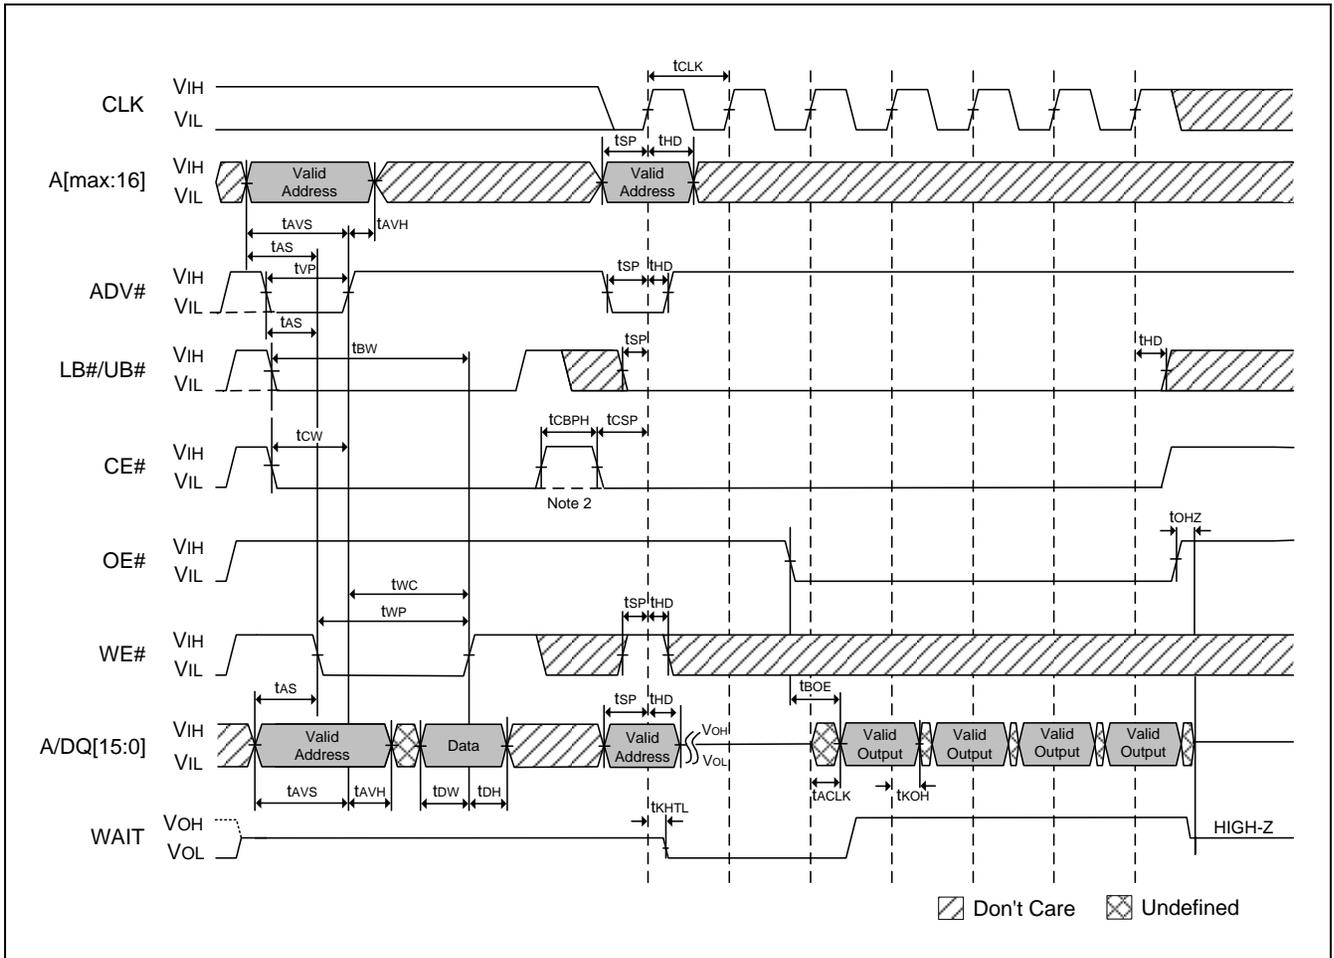 tCLK
CLK
VIH
VIL
tSP
tHD
A[max:16]
VIH
VIL
Valid
Address
Valid
Address
tAVS
tAVH
tAS
tVP
tSP
tHD
ADV#
VIH
VIL
tAS
tBW
tSP
tHD
LB#/UB#
VIH
VIL
tCW
tCBPH
tCSP
CE#
VIH
VIL
Note 2
tOHZ
OE#
VIH
VIL
tWC
tWP
tSP
tHD
WE#
VIH
VIL
tAS
tSP
tHD
tBOE
A/DQ[15:0]
VIH
VIL
Valid
Address
Data
Valid
Address
VOH
VOL
Valid
Output
Valid
Output
Valid
Output
Valid
Output
tAVS
tAVH
tDW
tDH
tACLK
tKOH
tKHTL
WAIT
VOH
VOL
HIGH-Z
Don't Care
Undefined